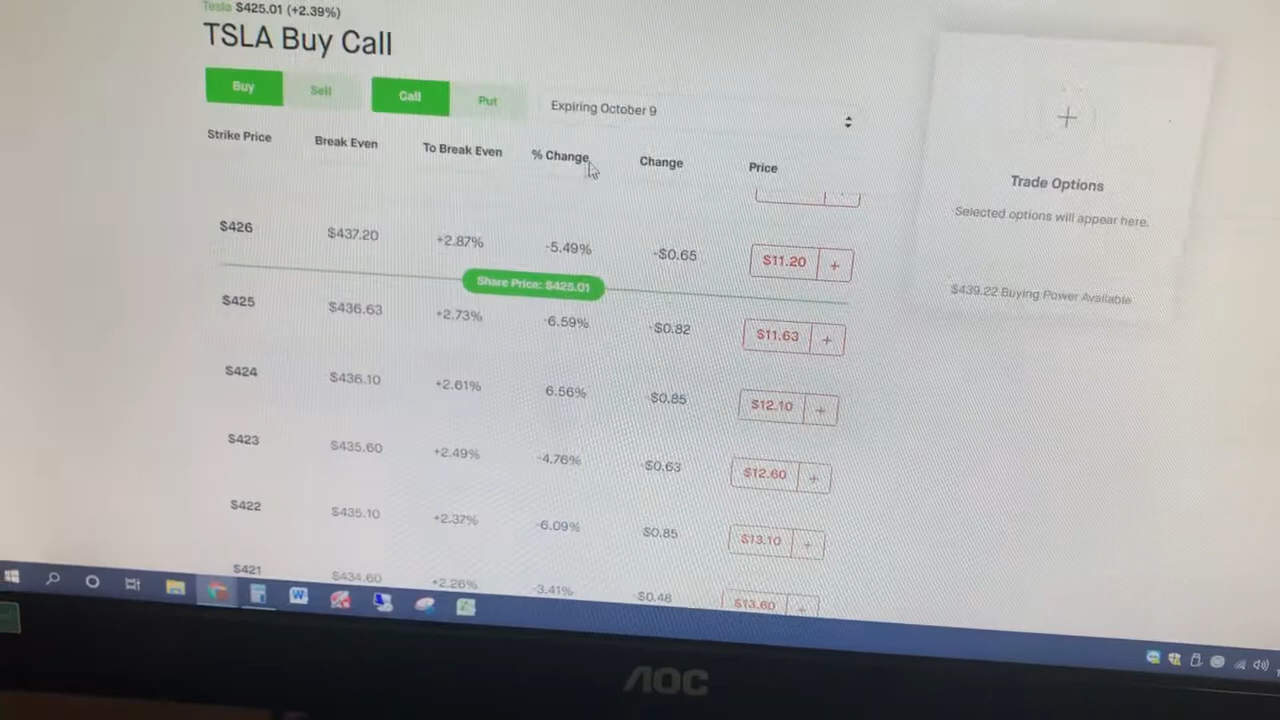 Tesla $425.01 (+2.39%)
TSLA Buy Call
Buy Sell Call Put Expiring October 9
Strike Price Break Even To Break Even % Change Change Price
$426 $437.20 +2.87% -5.49% -$0.65 $11.20 +
Share Price: $425.01
$425 $436.63 +2.73% -6.59% -$0.82 $11.63 +
$424 $436.10 +2.61% 6.56% $0.85 $12.10 +
$423 $435.60 +2.49% -4.76% $0.63 $12.60 +
$422 $435.10 +2.37% -6.09% $0.85 $13.10 +
$421 $434.60 +2.26% -3.41% -$0.48 $13.60 +
+
Trade Options
Selected options will appear here.
$439.22 Buying Power Available
AOC